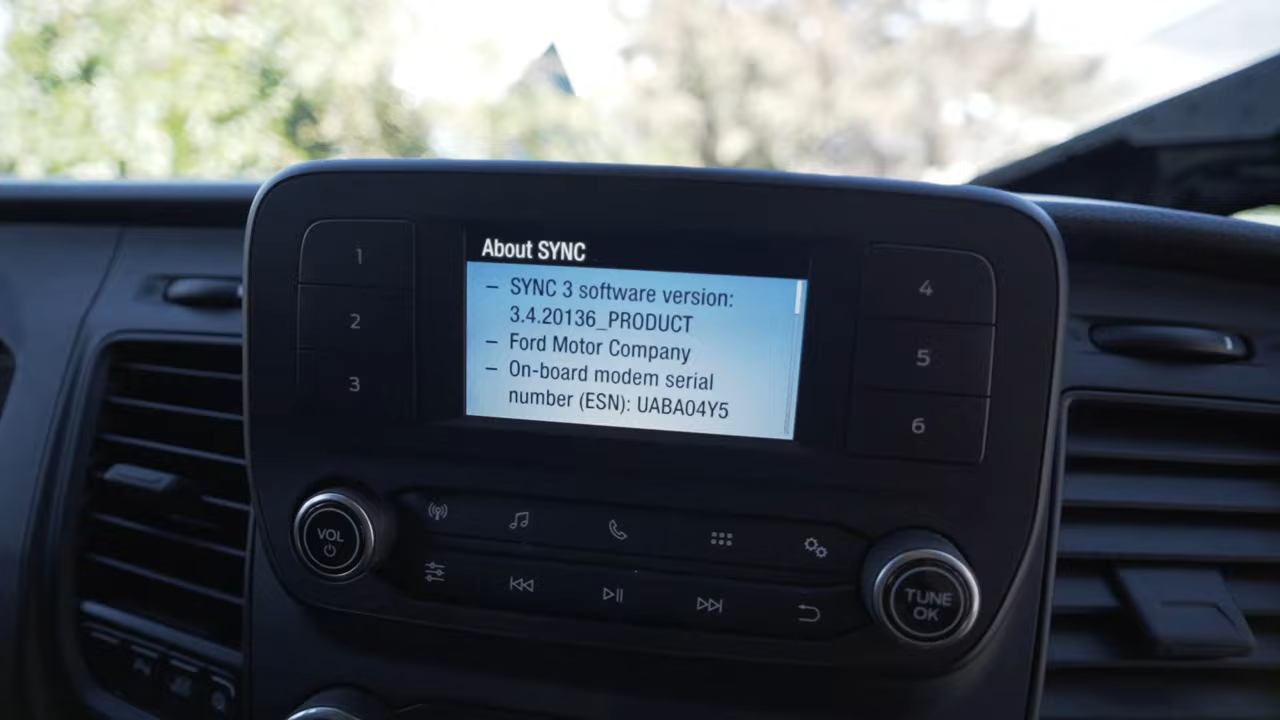 About SYNC
– SYNC 3 software version:
3.4.20136_PRODUCT
– Ford Motor Company
– On-board modem serial
number (ESN): UABA04Y5
1
2
3
4
5
6
VOL
TUNE
OK